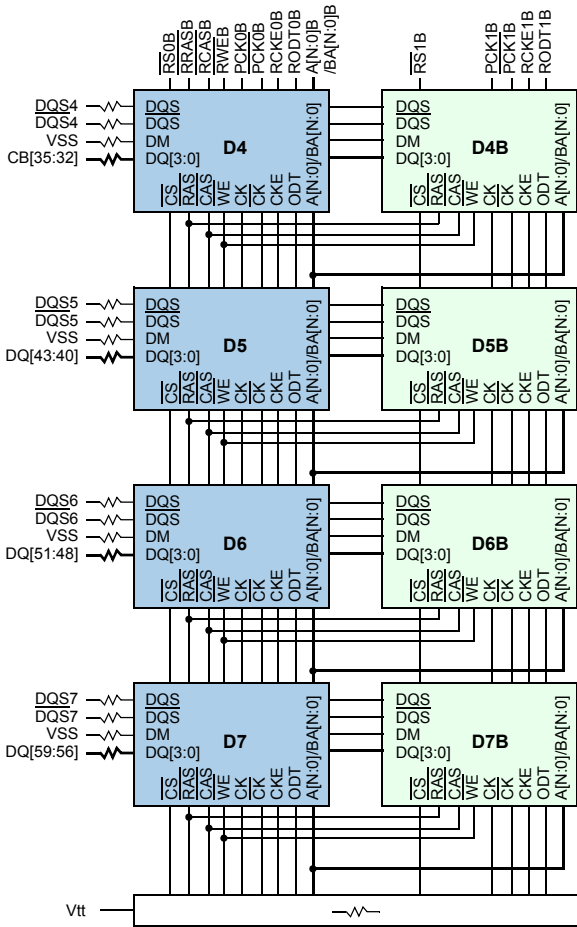 RS0B RRASB RCASB RWEB PCK0B PCK0B RCKE0B RODT0B A[N:0]B /BA[N:0]B RS1B PCK1B PCK1B RCKE1B RODT1B
DQS4 DQS
DQS4 DQS
VSS DM D4 D4B
CB[35:32] DQ[3:0]
CS RAS CAS WE CK CK CKE ODT A[N:0]/BA[N:0] CS RAS CAS WE CK CK CKE ODT A[N:0]/BA[N:0]
DQS5 DQS
DQS5 DQS
VSS DM D5 D5B
DQ[43:40] DQ[3:0]
CS RAS CAS WE CK CK CKE ODT A[N:0]/BA[N:0] CS RAS CAS WE CK CK CKE ODT A[N:0]/BA[N:0]
DQS6 DQS
DQS6 DQS
VSS DM D6 D6B
DQ[51:48] DQ[3:0]
CS RAS CAS WE CK CK CKE ODT A[N:0]/BA[N:0] CS RAS CAS WE CK CK CKE ODT A[N:0]/BA[N:0]
DQS7 DQS
DQS7 DQS
VSS DM D7 D7B
DQ[59:56] DQ[3:0]
CS RAS CAS WE CK CK CKE ODT A[N:0]/BA[N:0] CS RAS CAS WE CK CK CKE ODT A[N:0]/BA[N:0]
DQS DQS DM DQ[3:0]
DQS DQS DM DQ[3:0]
DQS DQS DM DQ[3:0]
DQS DQS DM DQ[3:0]
Vtt